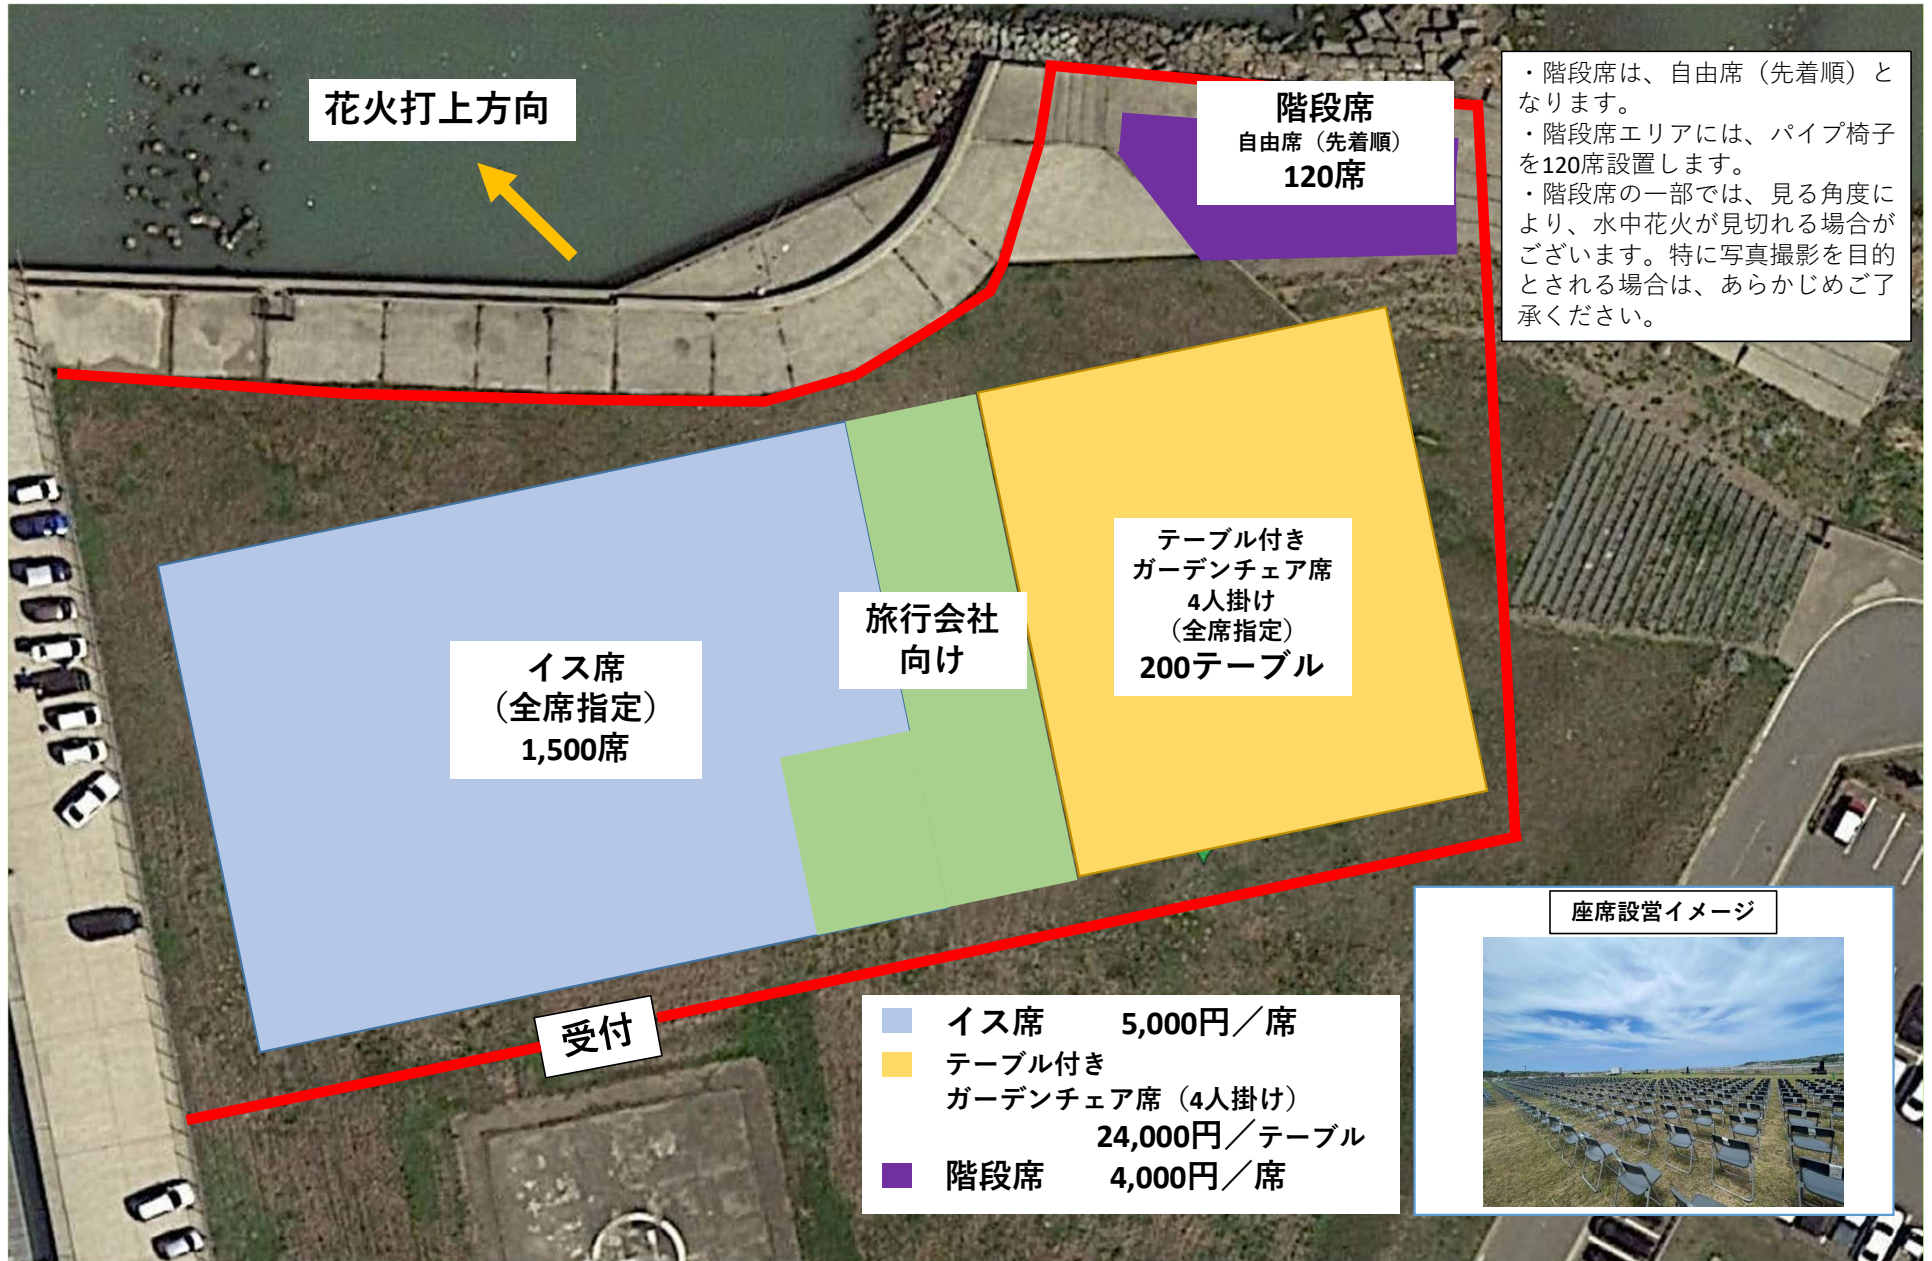 花火打上方向
階段席
自由席（先着順）
120席
・階段席は、自由席（先着順）と
なります。
・階段席エリアには、パイプ椅子
を120席設置します。
・階段席の一部では、見る角度に
より、水中花火が見切れる場合が
ございます。特に写真撮影を目的
とされる場合は、あらかじめご了
承ください。
イス席
（全席指定）
1,500席
旅行会社
向け
テーブル付き
ガーデンチェア席
4人掛け
（全席指定）
200テーブル
受付
イス席 5,000円／席
テーブル付き
ガーデンチェア席（4人掛け）
24,000円／テーブル
階段席 4,000円／席
座席設営イメージ